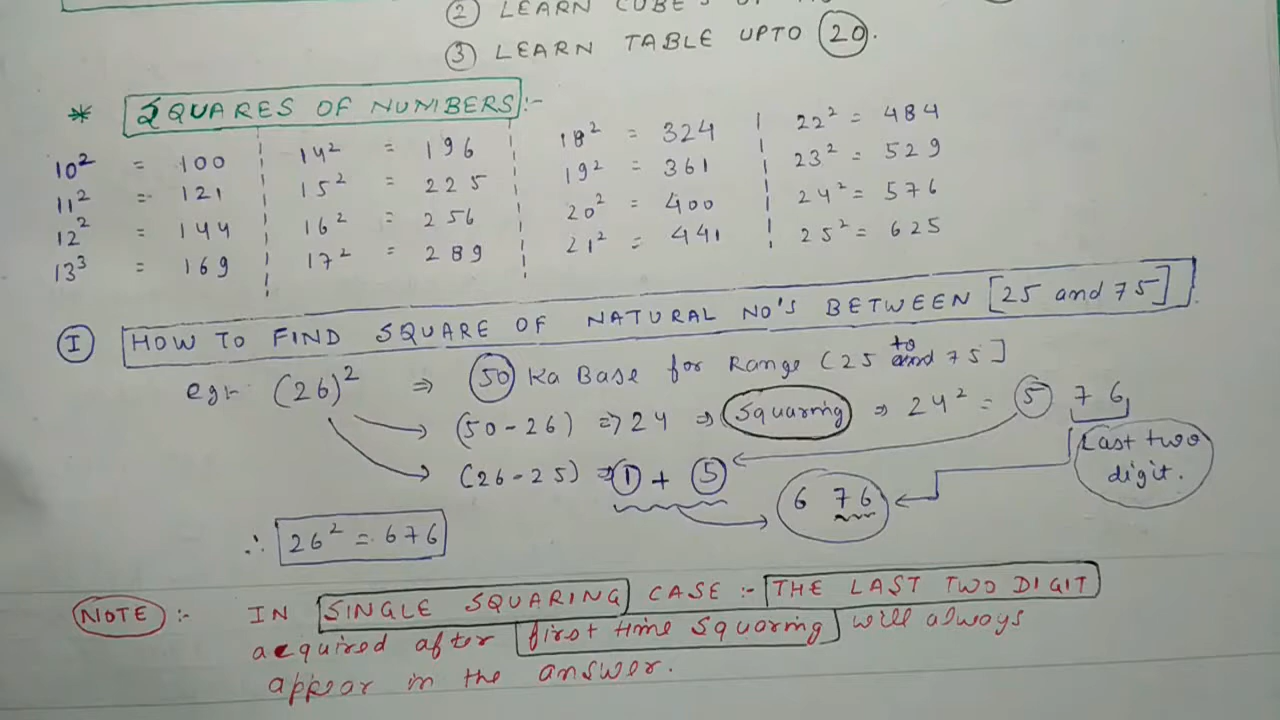 ② LEARN CUBE'S OF
③ LEARN TABLE UPTO 20.
* SQUARES OF NUMBERS :-
10² = 100 | 14² = 196 | 18² = 324 | 22² = 484
11² = 121 | 15² = 225 | 19² = 361 | 23² = 529
12² = 144 | 16² = 256 | 20² = 400 | 24² = 576
13³ = 169 | 17² = 289 | 21² = 441 | 25² = 625
Ⓘ HOW TO FIND SQUARE OF NATURAL NO'S BETWEEN [25 and 75]
eg:- (26)² ⇒ 50 Ka Base for Range (25 to 75]
(50-26) ⇒ 24 ⇒ Squaring ⇒ 24² = ⑤ 76
Last two
digit.
(26-25) ⇒ ① + ⑤
6 76
∴ 26² = 676
NOTE :- IN SINGLE SQUARING CASE :- THE LAST TWO DIGIT
acquired after first time squaring will always
appear in the answer.